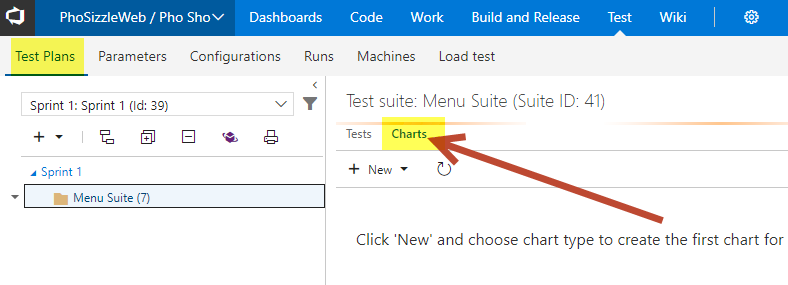 PhoSizzleWeb / Pho Sho Dashboards Code Work Build and Release Test Wiki
Test Plans Parameters Configurations Runs Machines Load test
Sprint 1: Sprint 1 (Id: 39)
Test suite: Menu Suite (Suite ID: 41)
Tests Charts
New
Sprint 1
Menu Suite (7)
Click 'New' and choose chart type to create the first chart for